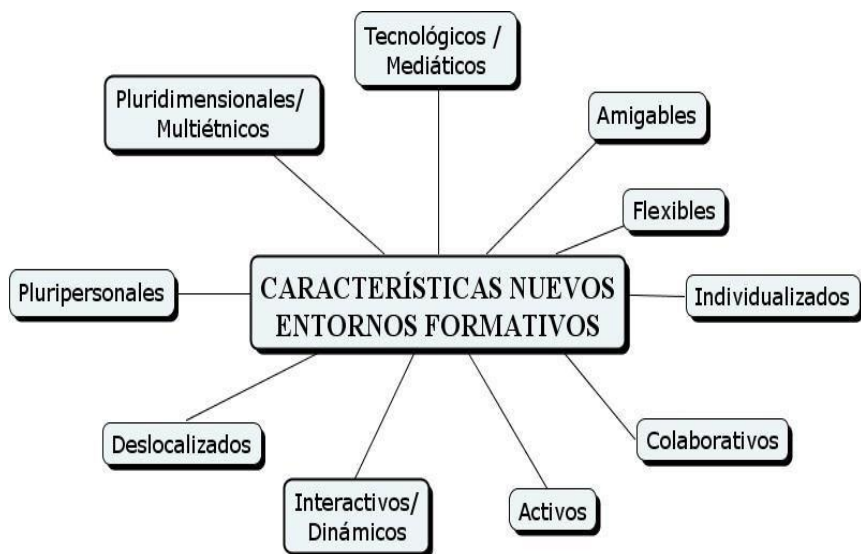 Tecnológicos /
Mediáticos
Pluridimensionales/
Multiétnicos
Amigables
Flexibles
CARACTERÍSTICAS NUEVOS
ENTORNOS FORMATIVOS
Pluripersonales
Individualizados
Deslocalizados
Colaborativos
Interactivos/
Dinámicos
Activos